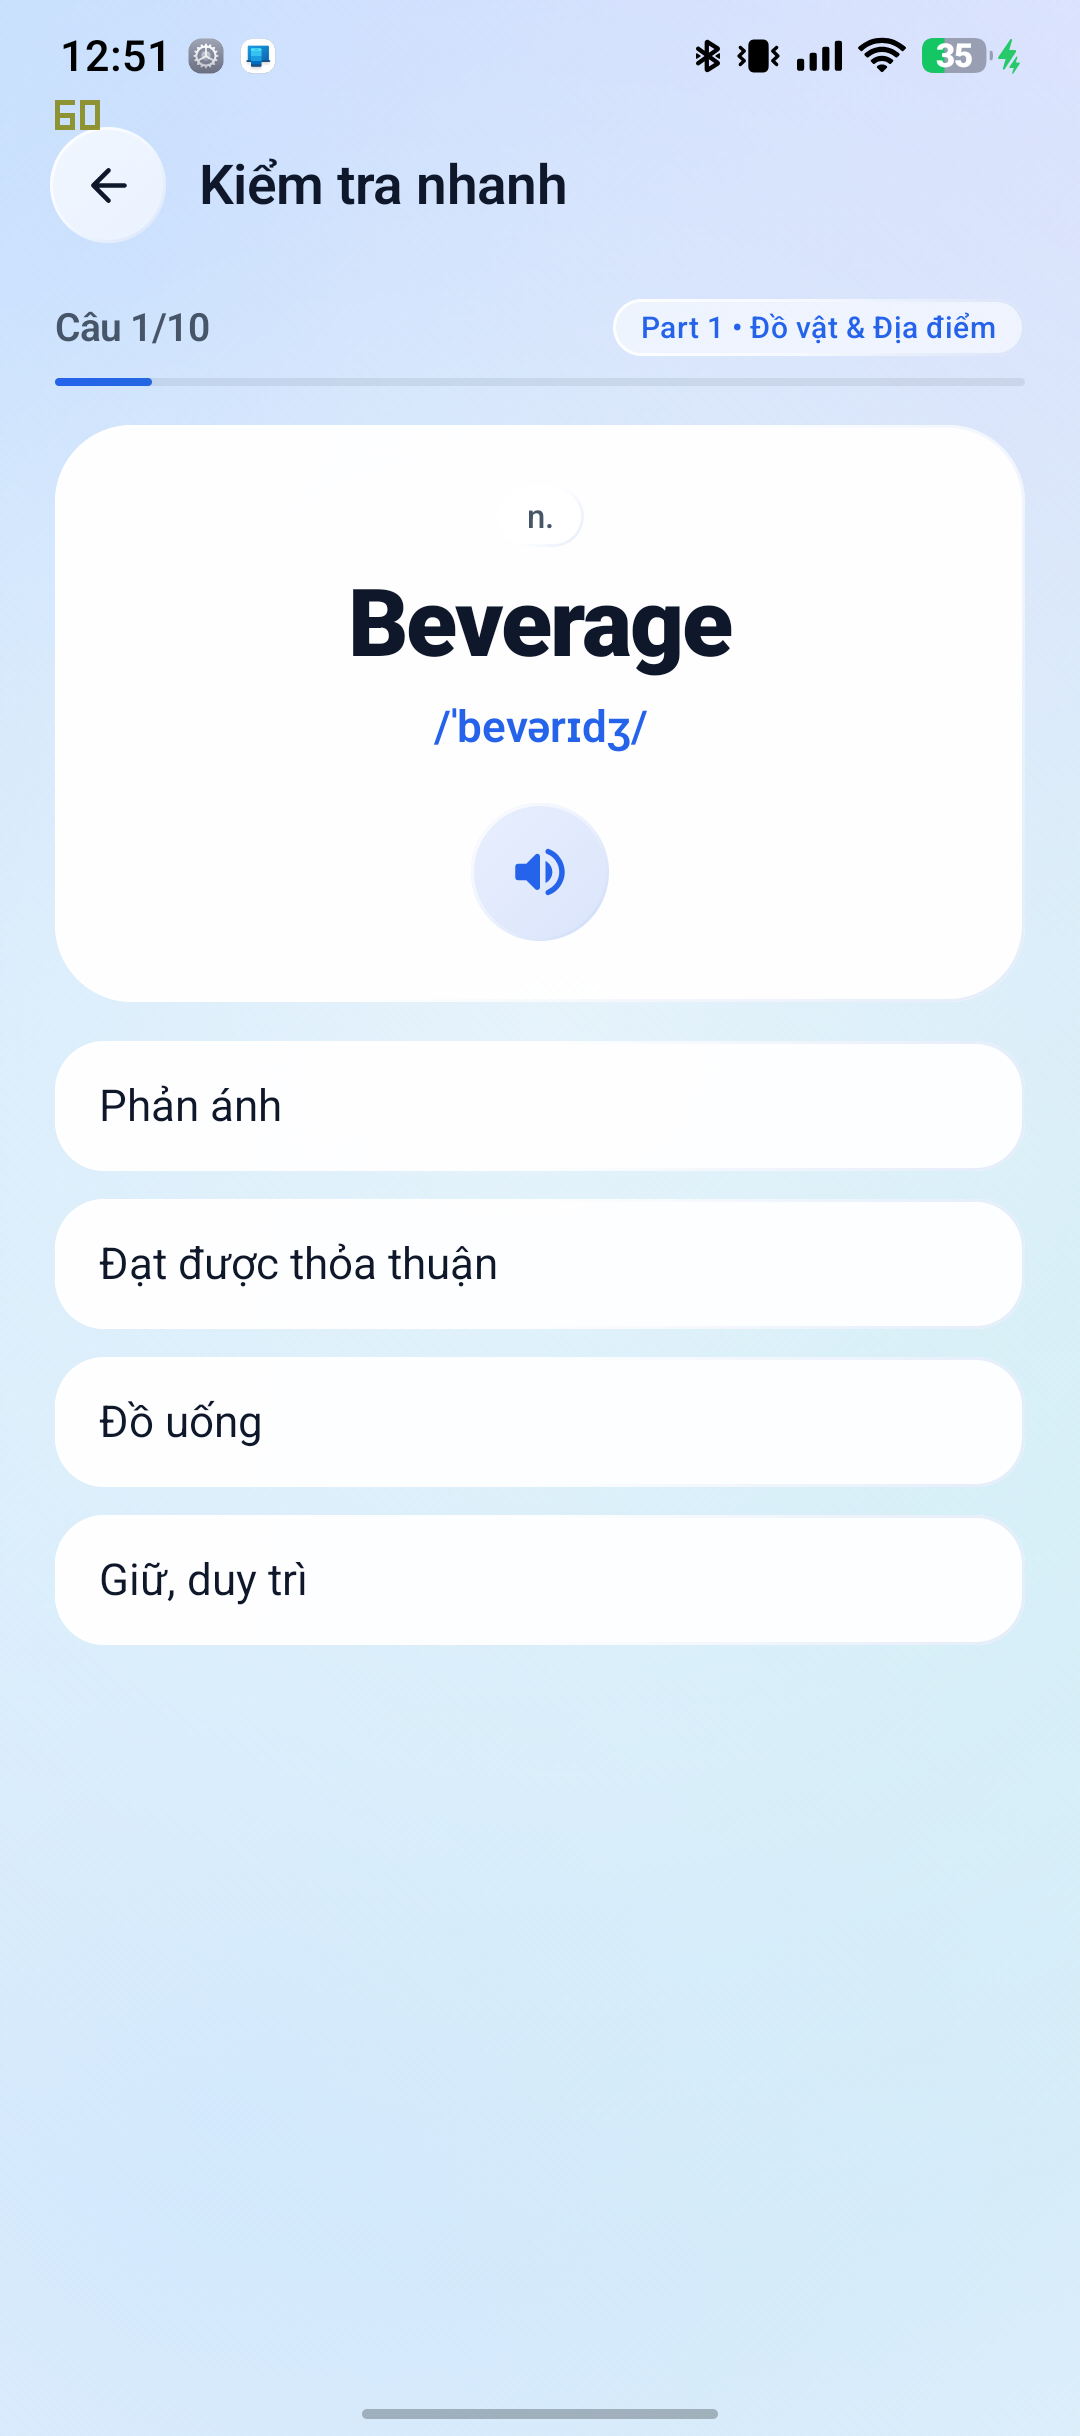 12:51
35
60
Kiểm tra nhanh
Câu 1/10
Part 1 • Đồ vật & Địa điểm
n.
Beverage
/ˈbevərɪdʒ/
Phản ánh
Đạt được thỏa thuận
Đồ uống
Giữ, duy trì